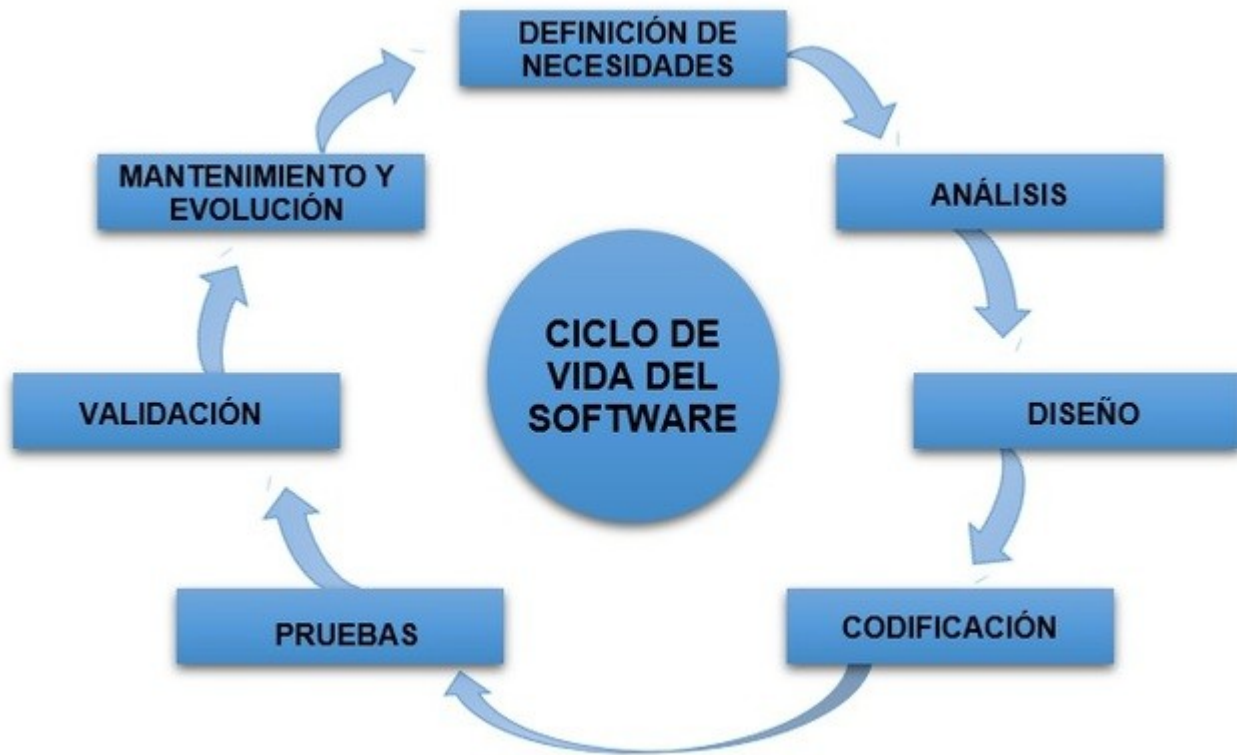 DEFINICIÓN DE
NECESIDADES
ANÁLISIS
DISEÑO
CODIFICACIÓN
PRUEBAS
VALIDACIÓN
MANTENIMIENTO Y
EVOLUCIÓN
CICLO DE
VIDA DEL
SOFTWARE